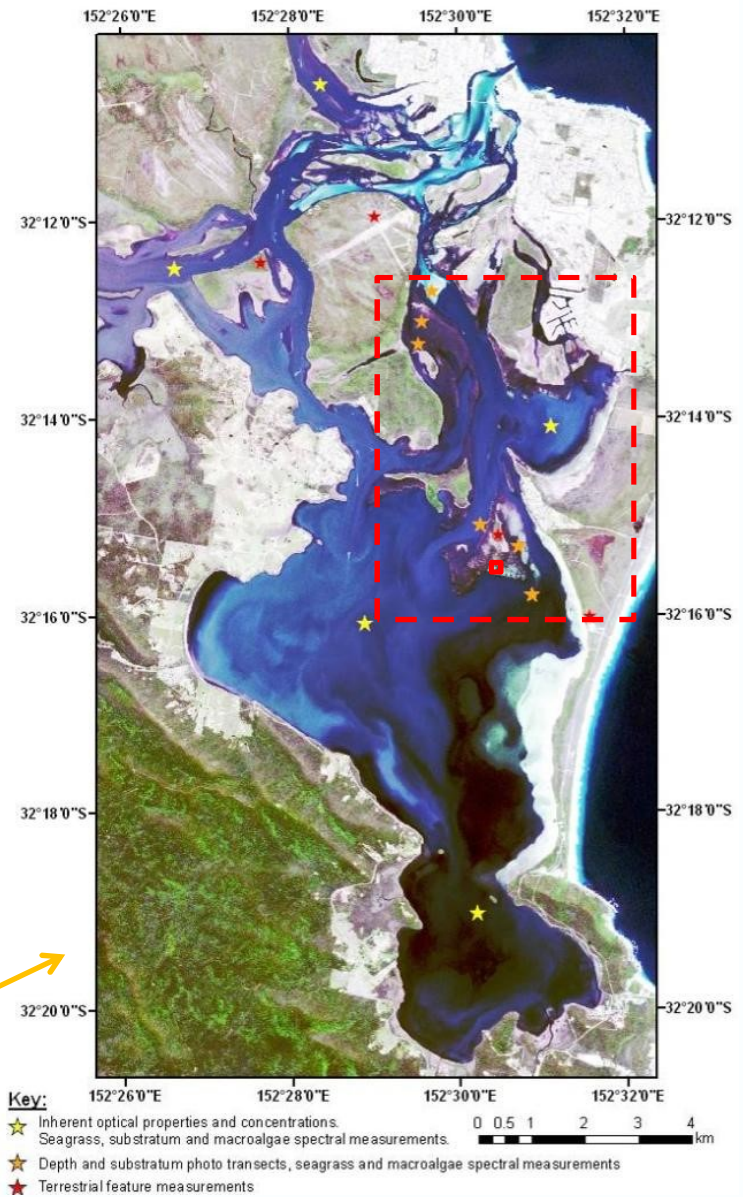 152°26'0"E 152°28'0"E 152°30'0"E 152°32'0"E
32°12'0"S 32°12'0"S
32°14'0"S 32°14'0"S
32°16'0"S 32°16'0"S
32°18'0"S 32°18'0"S
32°20'0"S 32°20'0"S
152°26'0"E 152°28'0"E 152°30'0"E 152°32'0"E
Key:
Inherent optical properties and concentrations.
Seagrass, substratum and macroalgae spectral measurements.
0 0.5 1 2 3 4
km
Depth and substratum photo transects, seagrass and macroalgae spectral measurements
Terrestrial feature measurements